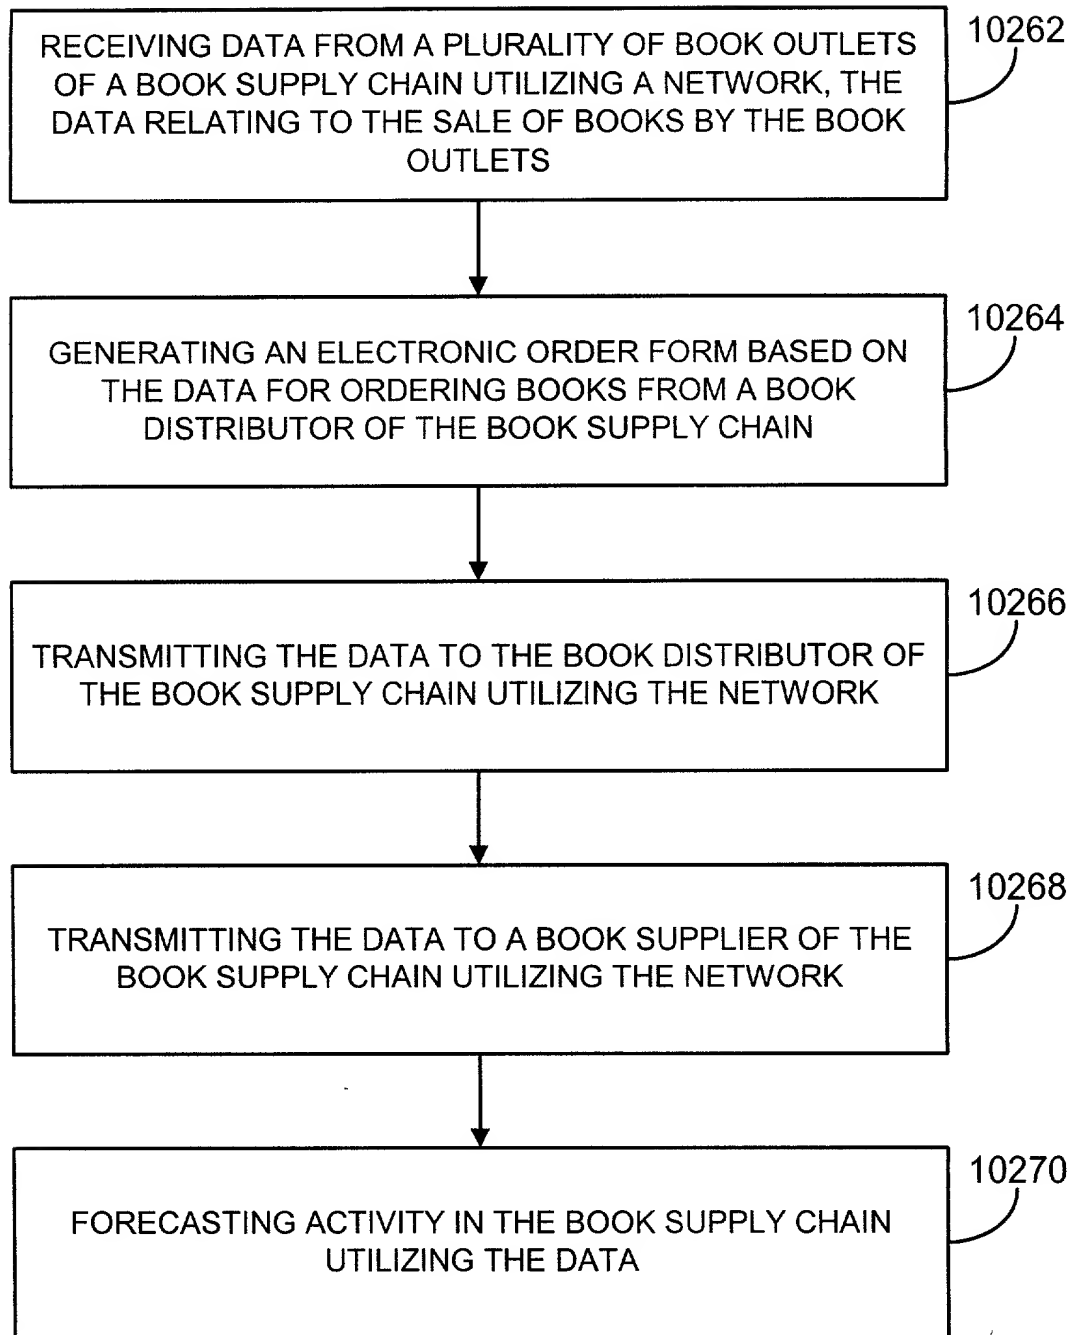 RECEIVING DATA FROM A PLURALITY OF BOOK OUTLETS
OF A BOOK SUPPLY CHAIN UTILIZING A NETWORK, THE
DATA RELATING TO THE SALE OF BOOKS BY THE BOOK
OUTLETS
10262
GENERATING AN ELECTRONIC ORDER FORM BASED ON
THE DATA FOR ORDERING BOOKS FROM A BOOK
DISTRIBUTOR OF THE BOOK SUPPLY CHAIN
10264
TRANSMITTING THE DATA TO THE BOOK DISTRIBUTOR OF
THE BOOK SUPPLY CHAIN UTILIZING THE NETWORK
10266
TRANSMITTING THE DATA TO A BOOK SUPPLIER OF THE
BOOK SUPPLY CHAIN UTILIZING THE NETWORK
10268
FORECASTING ACTIVITY IN THE BOOK SUPPLY CHAIN
UTILIZING THE DATA
10270